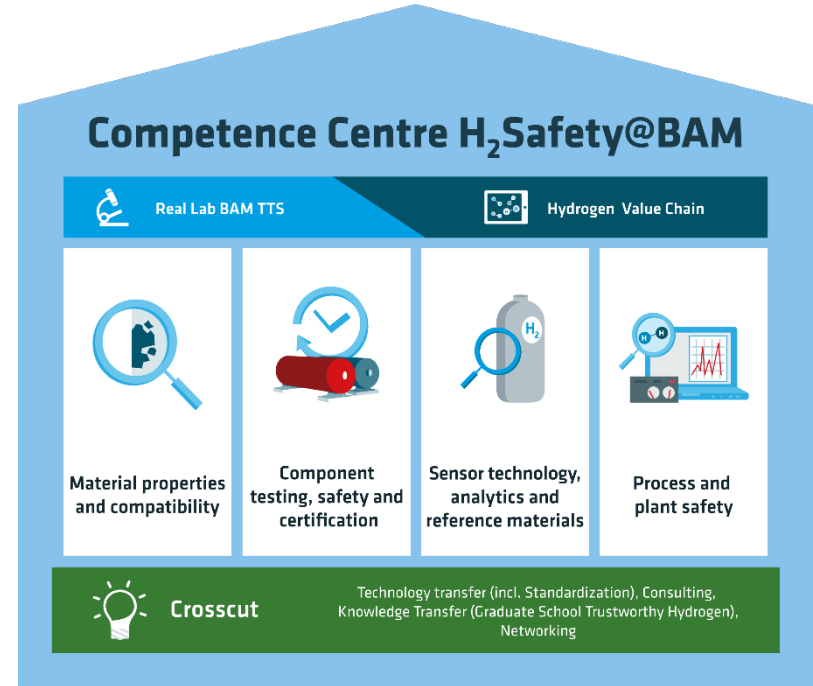 Competence Centre H₂Safety@BAM
Real Lab BAM TTS
Hydrogen Value Chain
Material properties
and compatibility
Component
testing, safety and
certification
H₂
Sensor technology,
analytics and
reference materials
H H
Process and
plant safety
Crosscut
Technology transfer (incl. Standardization), Consulting,
Knowledge Transfer (Graduate School Trustworthy Hydrogen),
Networking